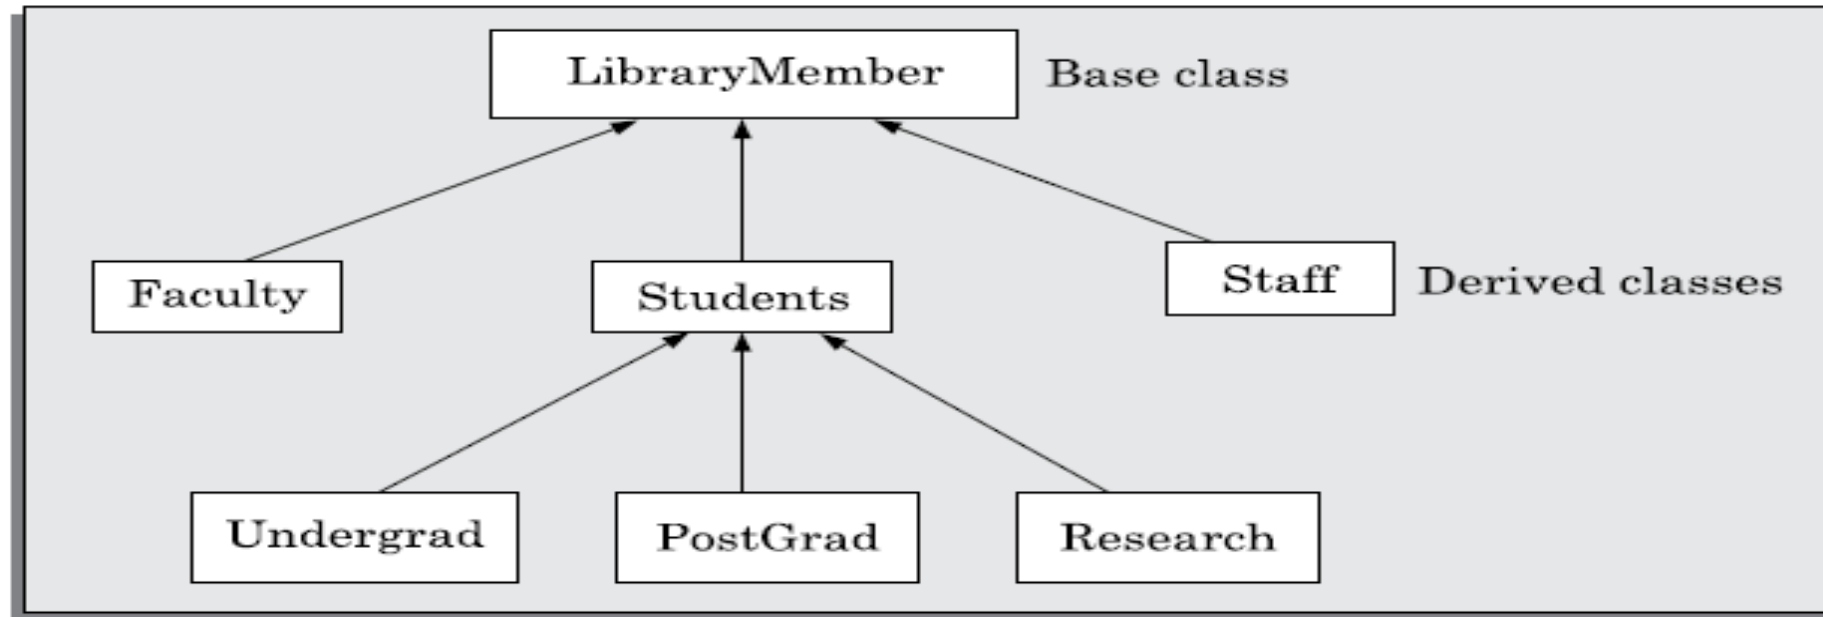 LibraryMember Base class
Faculty Students Staff Derived classes
Undergrad PostGrad Research